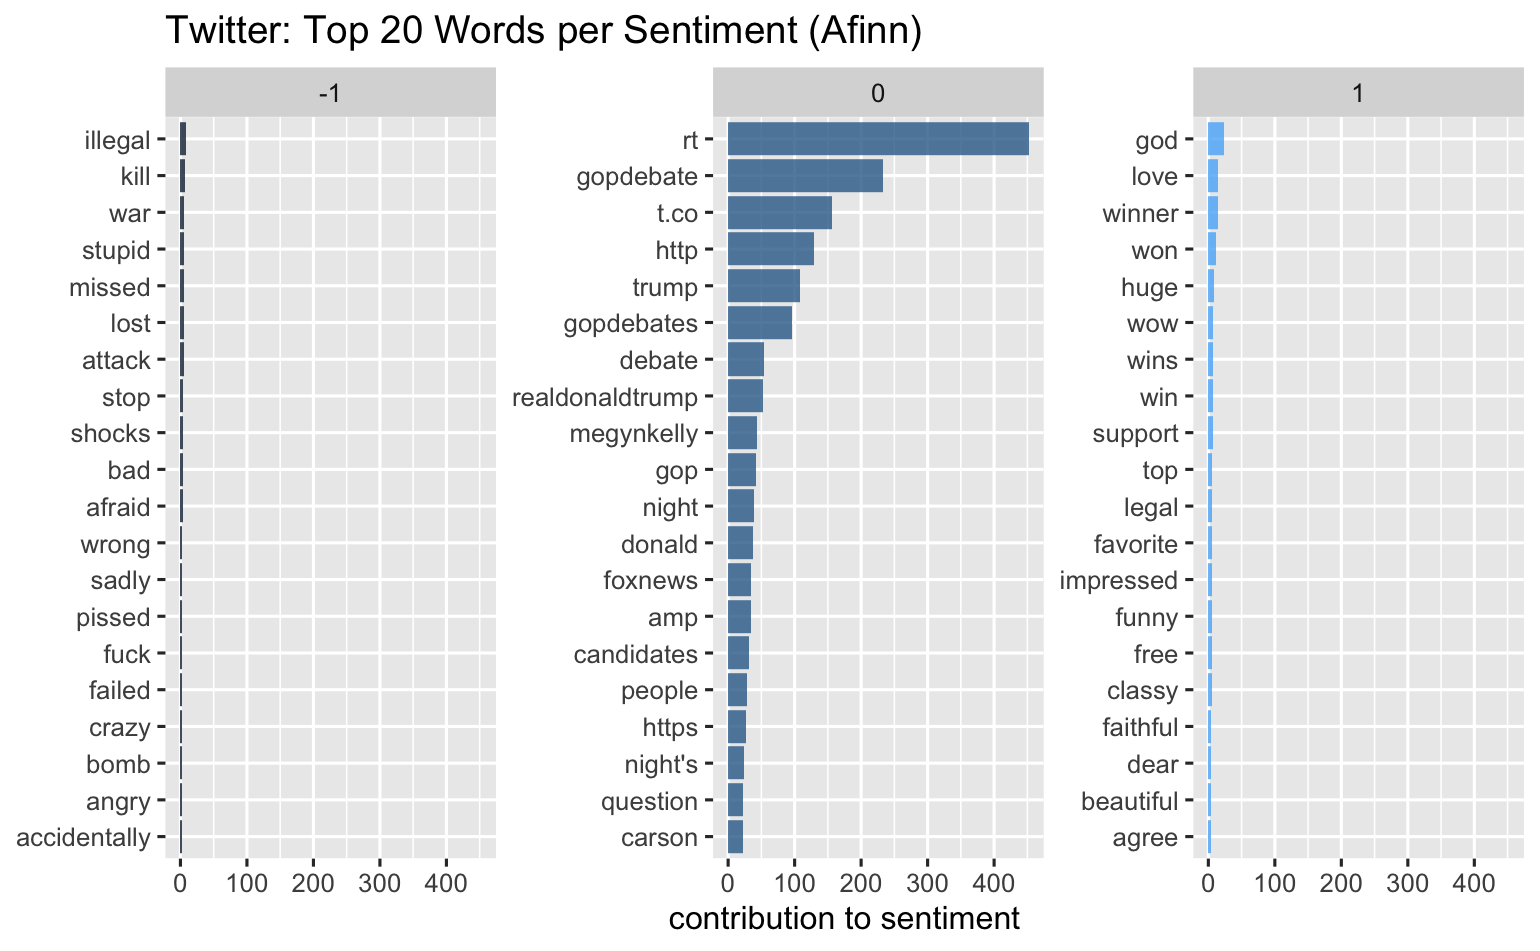 Twitter: Top 20 Words per Sentiment (Afinn)
-1
illegal
kill
war
stupid
missed
lost
attack
stop
shocks
bad
afraid
wrong
sadly
pissed
fuck
failed
crazy
bomb
angry
accidentally
0 100 200 300 400
0
rt
gopdebate
t.co
http
trump
gopdebates
debate
realdonaldtrump
megynkelly
gop
night
donald
foxnews
amp
candidates
people
https
night's
question
carson
0 100 200 300 400
1
god
love
winner
won
huge
wow
wins
win
support
top
legal
favorite
impressed
funny
free
classy
faithful
dear
beautiful
agree
0 100 200 300 400
contribution to sentiment